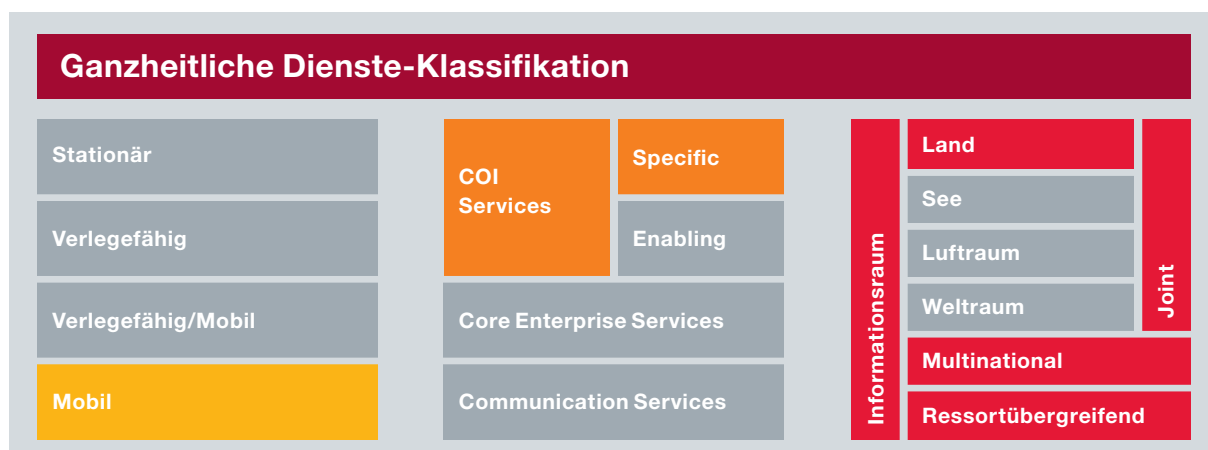 Ganzheitliche Dienste-Klassifikation
Stationär
Verlegefähig
Verlegefähig/Mobil
Mobil
COI
Services
Specific
Enabling
Core Enterprise Services
Communication Services
Informationsraum
Land
See
Luftraum
Weltraum
Joint
Multinational
Ressortübergreifend